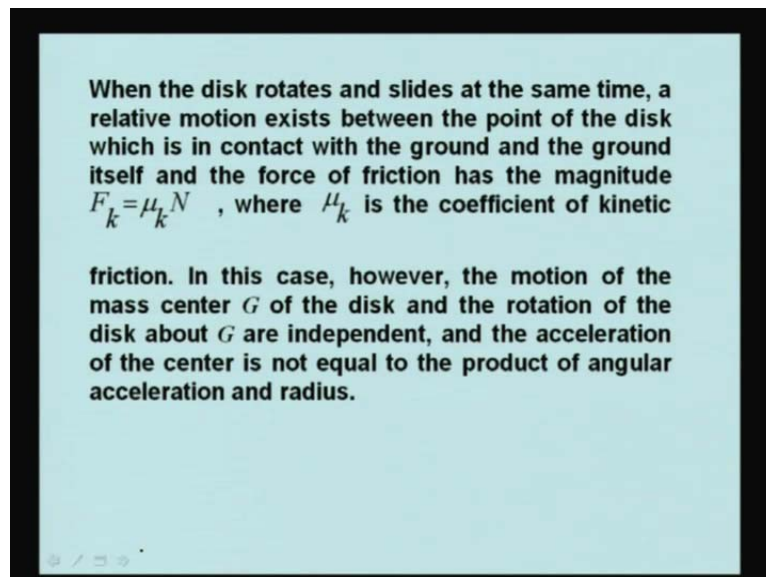 When the disk rotates and slides at the same time, a
relative motion exists between the point of the disk
which is in contact with the ground and the ground
itself and the force of friction has the magnitude
F_k=μ_k N , where μ_k is the coefficient of kinetic
friction. In this case, however, the motion of the
mass center G of the disk and the rotation of the
disk about G are independent, and the acceleration
of the center is not equal to the product of angular
acceleration and radius.